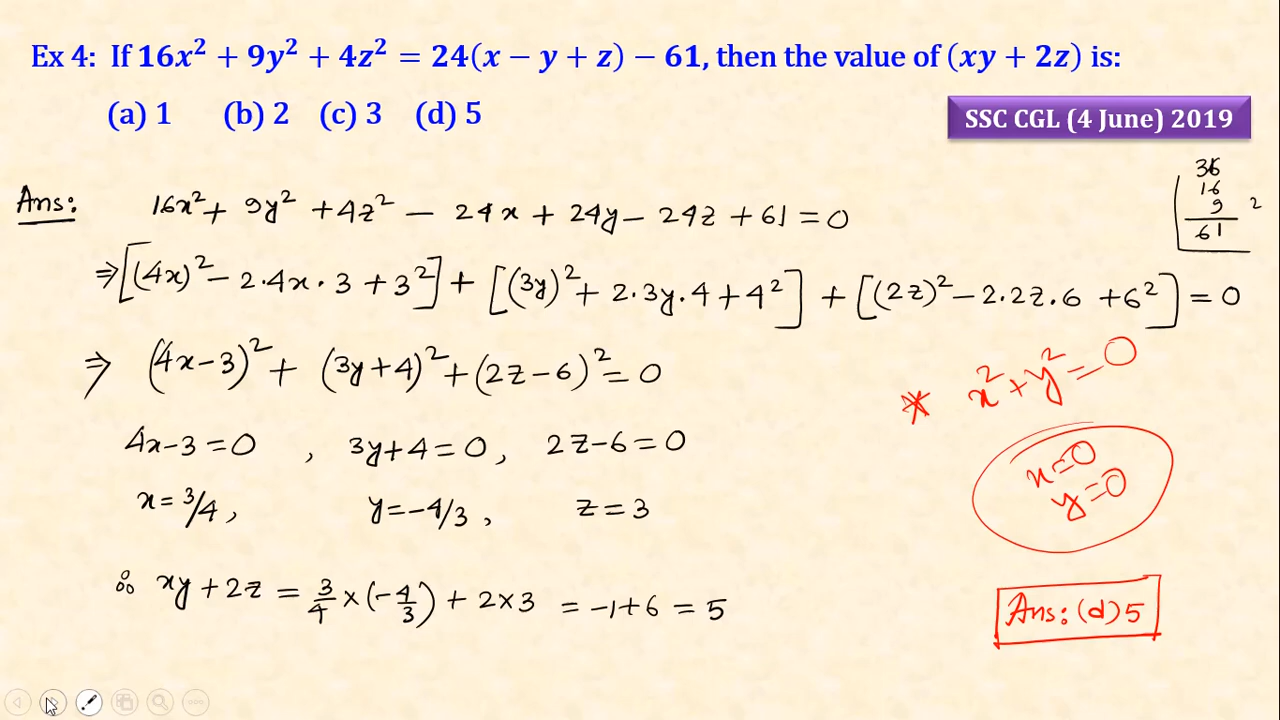 Ex 4: If 16x² + 9y² + 4z² = 24(x − y + z) − 61, then the value of (xy + 2z) is:
(a) 1 (b) 2 (c) 3 (d) 5
SSC CGL (4 June) 2019
36
16
9 2
61
Ans: 16x² + 9y² + 4z² − 24x + 24y − 24z + 61 = 0
⇒ [(4x)² − 2·4x·3 + 3²] + [(3y)² + 2·3y·4 + 4²] + [(2z)² − 2·2z·6 + 6²] = 0
⇒ (4x−3)² + (3y+4)² + (2z−6)² = 0
* x² + y² = 0
x=0
y=0
4x−3=0 , 3y+4=0, 2z−6=0
x = 3/4, y = −4/3, z = 3
∴ xy + 2z = 3/4 × (−4/3) + 2×3 = −1+6 = 5
Ans: (d) 5